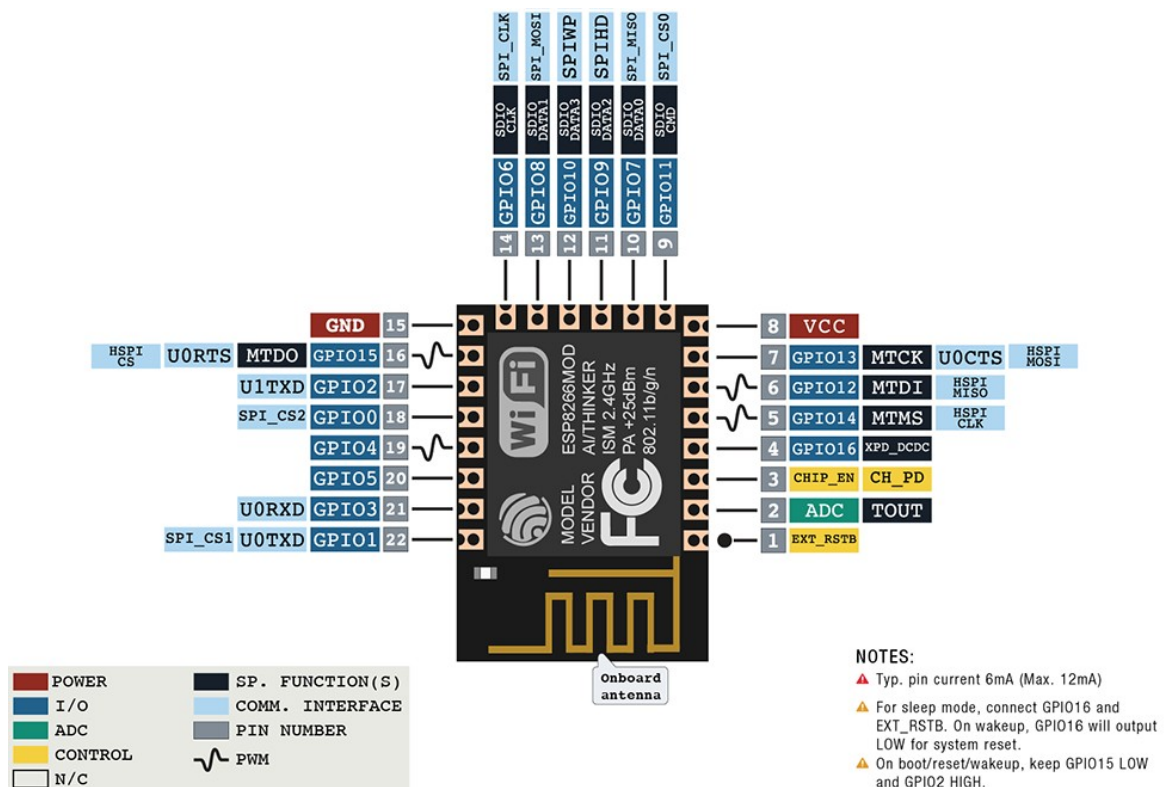 SPI_CLK
SPI_MOSI
SPIWP
SPIHD
SPI_MISO
SPI_CS0
SDIO
CLK
SDIO
DATA1
SDIO
DATA3
SDIO
DATA2
SDIO
DATA0
SDIO
CMD
GPIO6
GPIO8
GPIO10
GPIO9
GPIO7
GPIO11
14
13
12
11
10
9
GND 15
HSPI
CS
U0RTS MTDO GPIO15 16
U1TXD GPIO2 17
SPI_CS2 GPIO0 18
GPIO4 19
GPIO5 20
U0RXD GPIO3 21
SPI_CS1 U0TXD GPIO1 22
WiFi
MODEL ESP8266MOD
VENDOR AI/THINKER
ISM 2.4GHz
PA +25dBm
802.11b/g/n
FC
8 VCC
7 GPIO13 MTCK U0CTS
HSPI
MOSI
6 GPIO12 MTDI
HSPI
MISO
5 GPIO14 MTMS
HSPI
CLK
4 GPIO16 XPD_DCDC
3 CHIP_EN CH_PD
2 ADC TOUT
1 EXT_RSTB
Onboard
antenna
POWER
I/O
ADC
CONTROL
N/C
SP. FUNCTION(S)
COMM. INTERFACE
PIN NUMBER
PWM
NOTES:
Typ. pin current 6mA (Max. 12mA)
For sleep mode, connect GPIO16 and
EXT_RSTB. On wakeup, GPIO16 will output
LOW for system reset.
On boot/reset/wakeup, keep GPIO15 LOW
and GPIO2 HIGH.